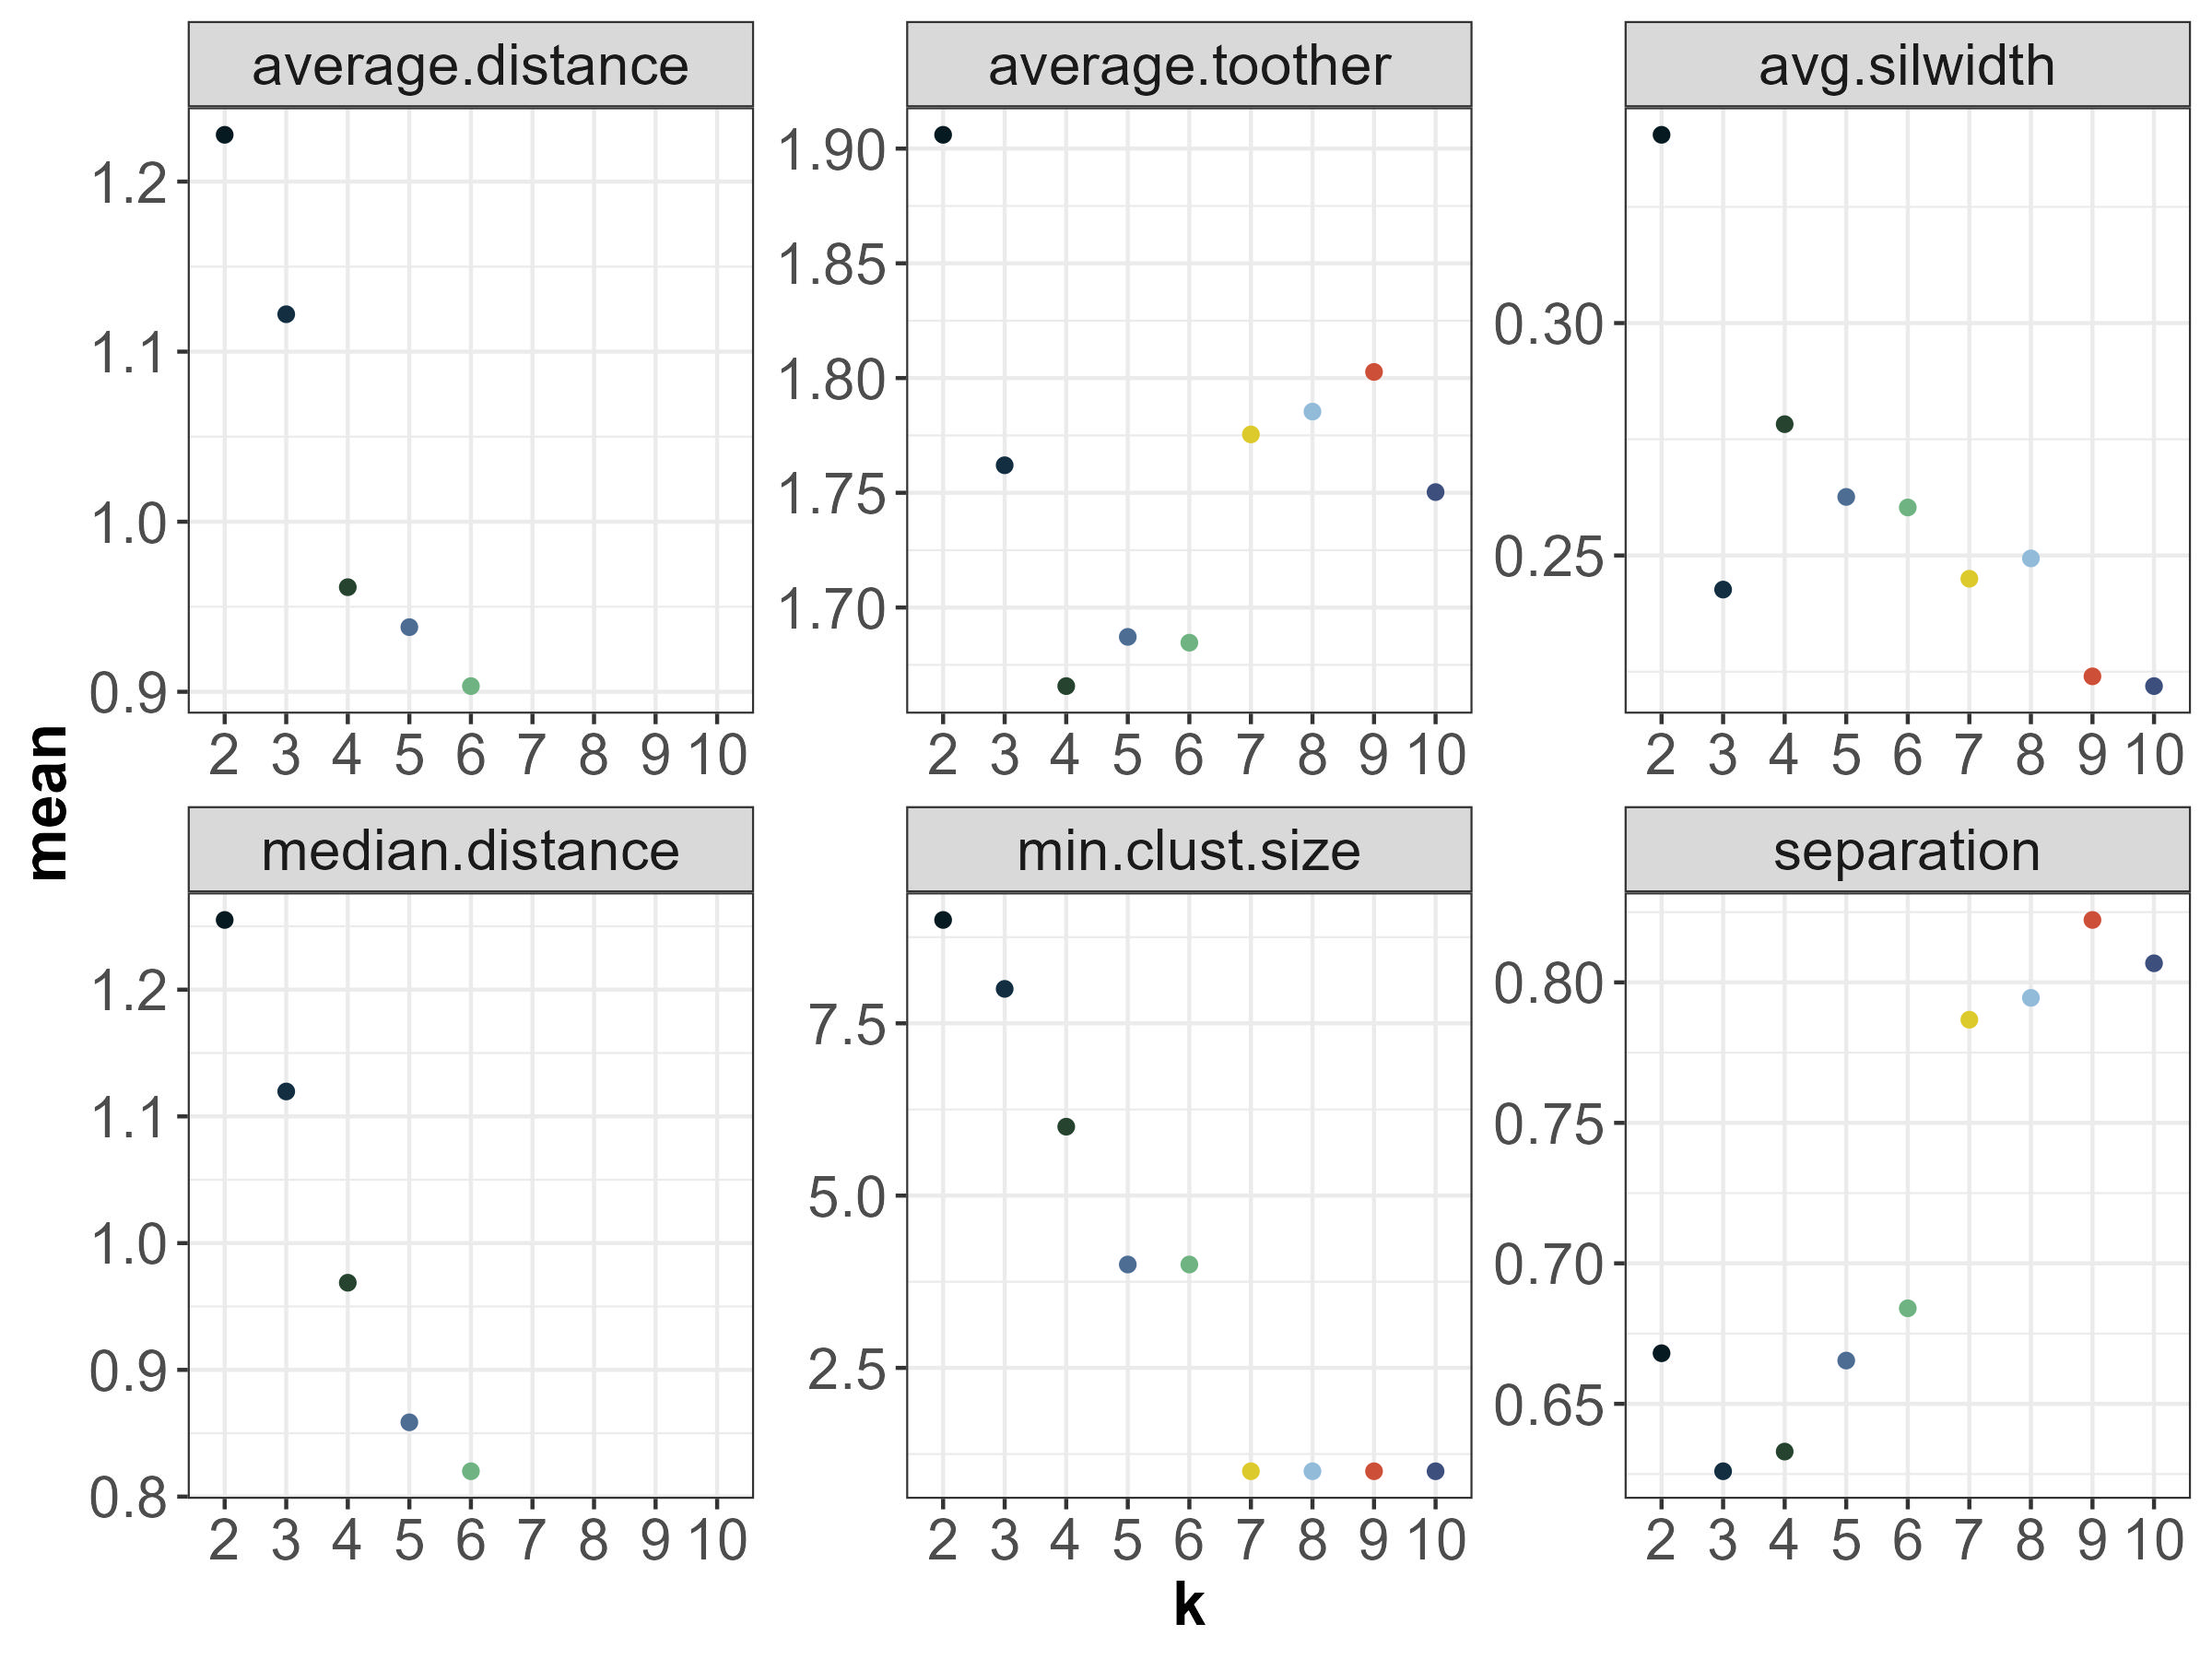 average.distance
average.toother
avg.silwidth
1.2
1.1
1.0
0.9
1.90
1.85
1.80
1.75
1.70
0.30
0.25
2 3 4 5 6 7 8 9 10
2 3 4 5 6 7 8 9 10
2 3 4 5 6 7 8 9 10
mean
median.distance
min.clust.size
separation
1.2
1.1
1.0
0.9
0.8
7.5
5.0
2.5
0.80
0.75
0.70
0.65
2 3 4 5 6 7 8 9 10
2 3 4 5 6 7 8 9 10
2 3 4 5 6 7 8 9 10
k